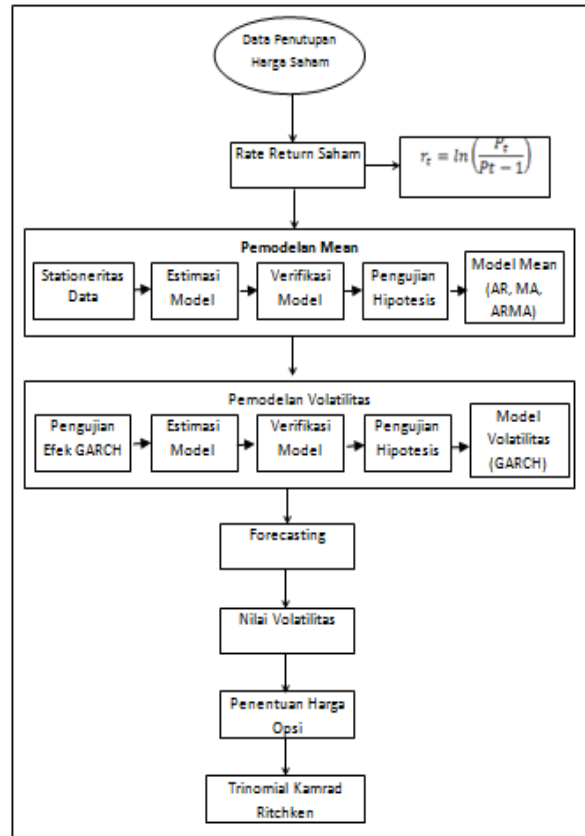 Data Penutupan
Harga Saham
Rate Return Saham
r_t = ln(P_t / Pt − 1)
Pemodelan Mean
Stationeritas
Data
Estimasi
Model
Verifikasi
Model
Pengujian
Hipotesis
Model Mean
(AR, MA,
ARMA)
Pemodelan Volatilitas
Pengujian
Efek GARCH
Estimasi
Model
Verifikasi
Model
Pengujian
Hipotesis
Model
Volatilitas
(GARCH)
Forecasting
Nilai Volatilitas
Penentuan Harga
Opsi
Trinomial Kamrad
Ritchken